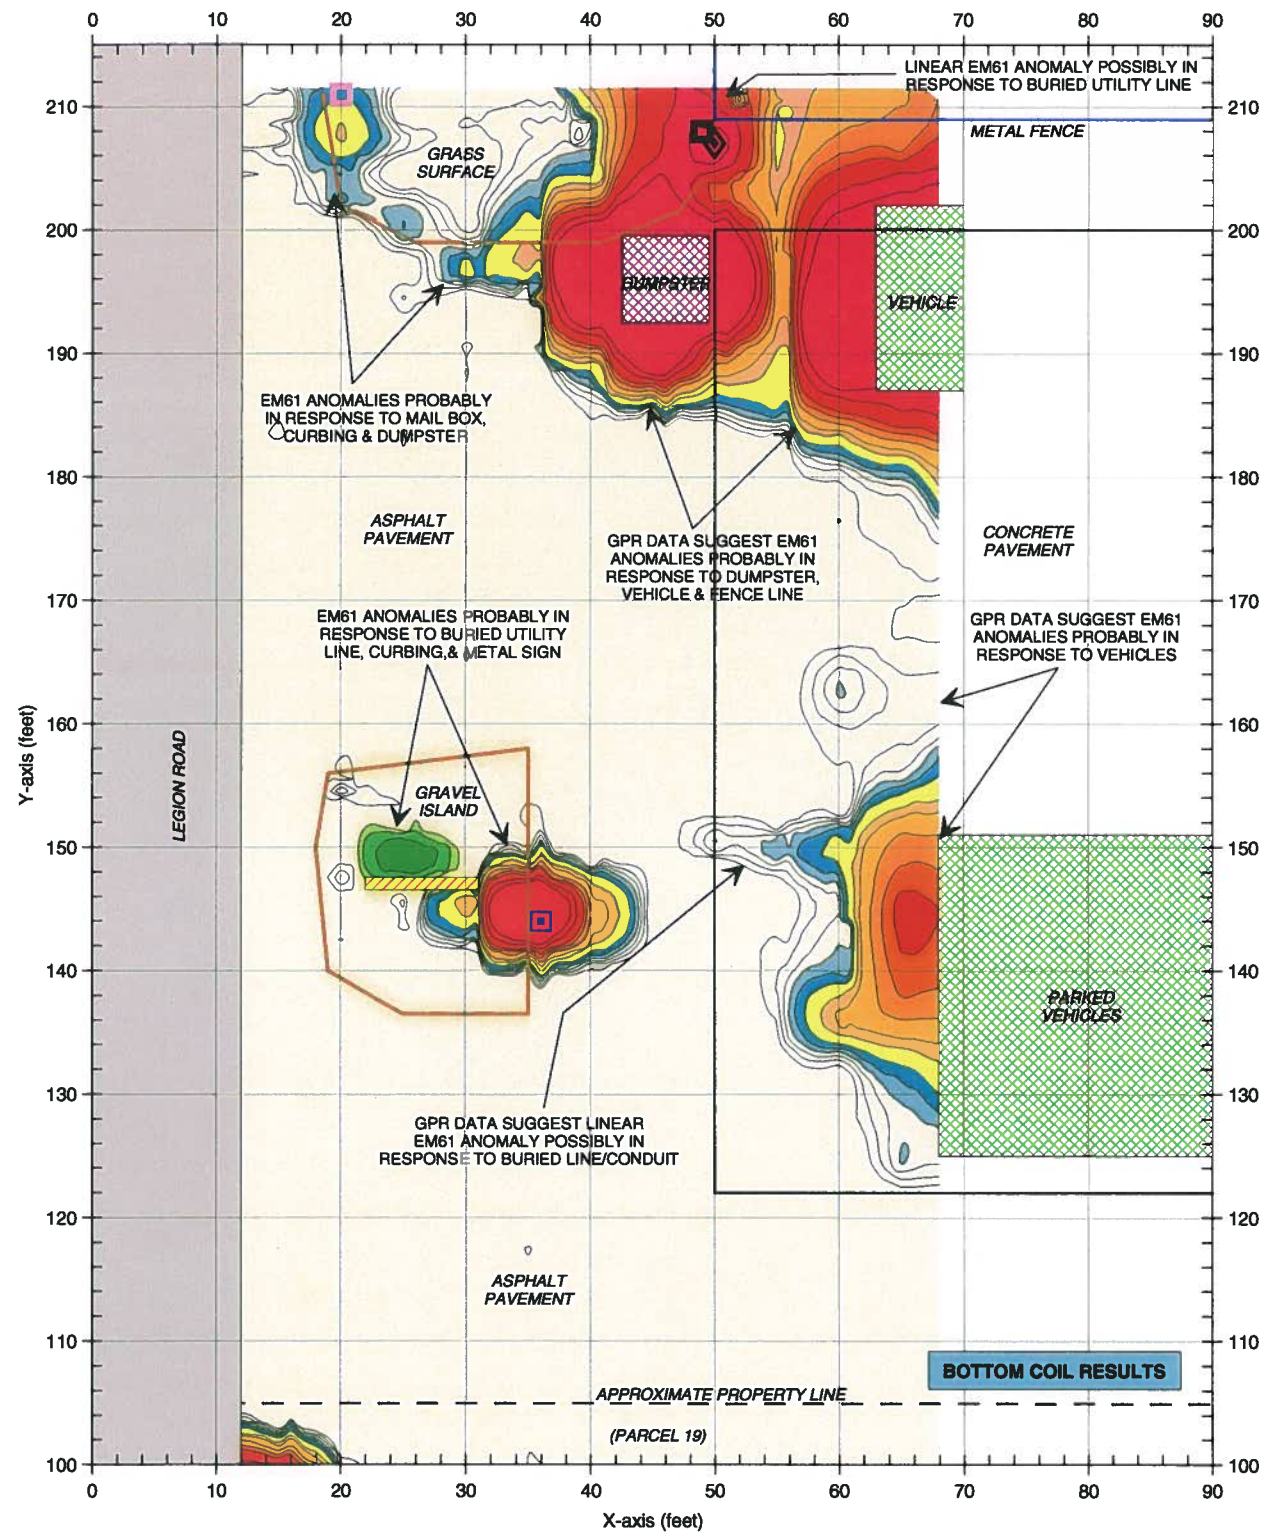 0 10 20 30 40 50 60 70 80 90
LINEAR EM61 ANOMALY POSSIBLY IN
RESPONSE TO BURIED UTILITY LINE
210 210
METAL FENCE
GRASS
SURFACE
200 200
DUMPSTER
VEHICLE
190 190
EM61 ANOMALIES PROBABLY
IN RESPONSE TO MAIL BOX,
CURBING & DUMPSTER
180 180
ASPHALT
PAVEMENT
CONCRETE
PAVEMENT
GPR DATA SUGGEST EM61
ANOMALIES PROBABLY IN
RESPONSE TO DUMPSTER,
VEHICLE & FENCE LINE
170 170
EM61 ANOMALIES PROBABLY IN
RESPONSE TO BURIED UTILITY
LINE, CURBING,& METAL SIGN
GPR DATA SUGGEST EM61
ANOMALIES PROBABLY IN
RESPONSE TO VEHICLES
160 160
Y-axis (feet)
LEGION ROAD
GRAVEL
ISLAND
150 150
140 140
PARKED
VEHICLES
130 130
GPR DATA SUGGEST LINEAR
EM61 ANOMALY POSSIBLY IN
RESPONSE TO BURIED LINE/CONDUIT
120 120
ASPHALT
PAVEMENT
110 110
BOTTOM COIL RESULTS
APPROXIMATE PROPERTY LINE
(PARCEL 19)
100 100
0 10 20 30 40 50 60 70 80 90
X-axis (feet)